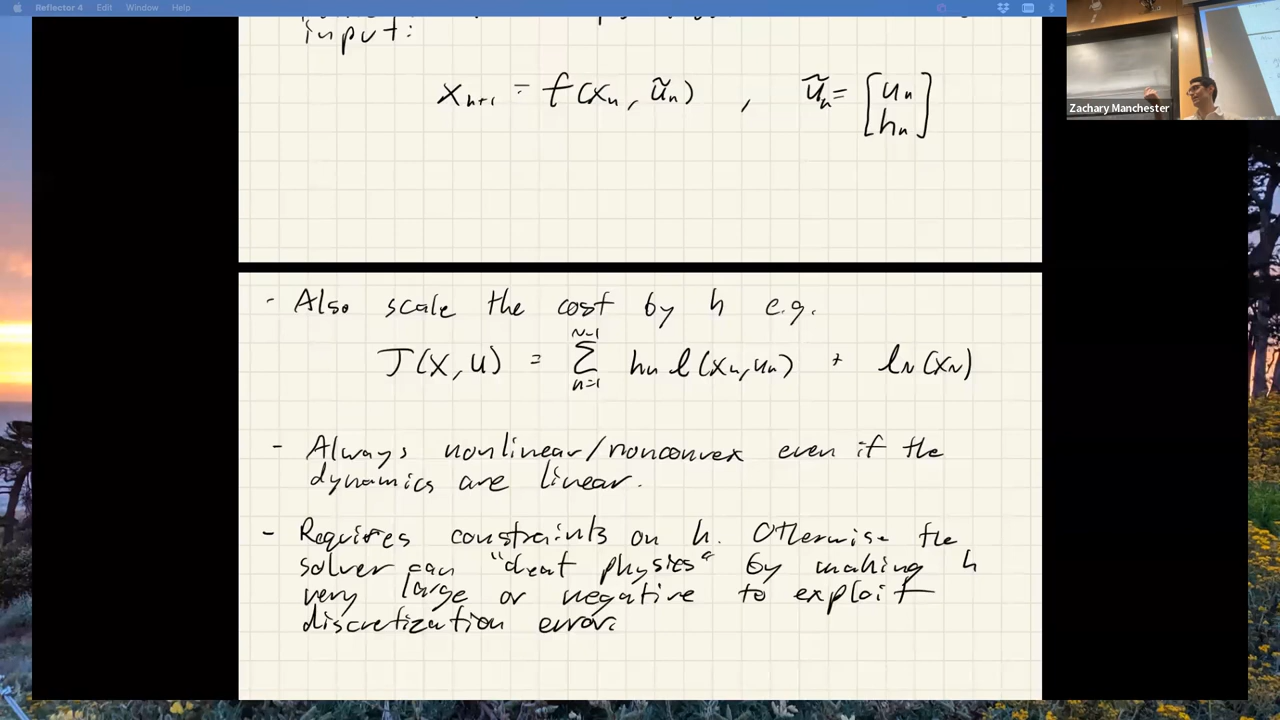 Reflector 4 Edit Window Help
Zachary Manchester
input:
x_{n+1} = f(x_n, ũ_n) , ũ_n = [u_n h_n]
- Also scale the cost by h e.g.
J(X,U) = \sum_{n=1}^{N-1} h_n l(x_n,u_n) + l_N(x_N)
- Always nonlinear/nonconvex even if the
dynamics are linear.
- Requires constraints on h. Otherwise the
solver can "cheat physics" by making h
very large or negative to exploit
discretization error.